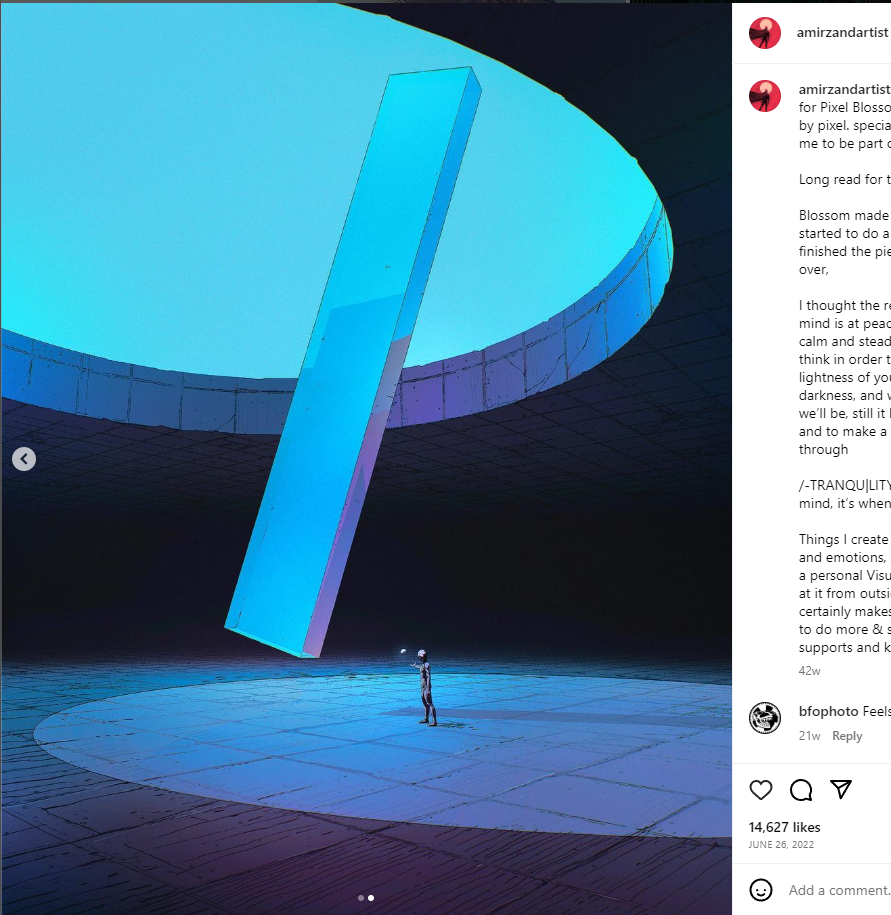 amirzandartist
amirzandartist
for Pixel Blosso
by pixel. specia
me to be part o
Long read for t
Blossom made
started to do a
finished the pie
over,
I thought the re
mind is at peac
calm and stead
think in order t
lightness of you
darkness, and w
we'll be, still it l
and to make a
through
/-TRANQU|LITY
mind, it's when
Things I create
and emotions,
a personal Visu
at it from outsi
certainly makes
to do more & s
supports and k
42w
bfophoto Feels
21w Reply
14,627 likes
JUNE 26, 2022
Add a comment.